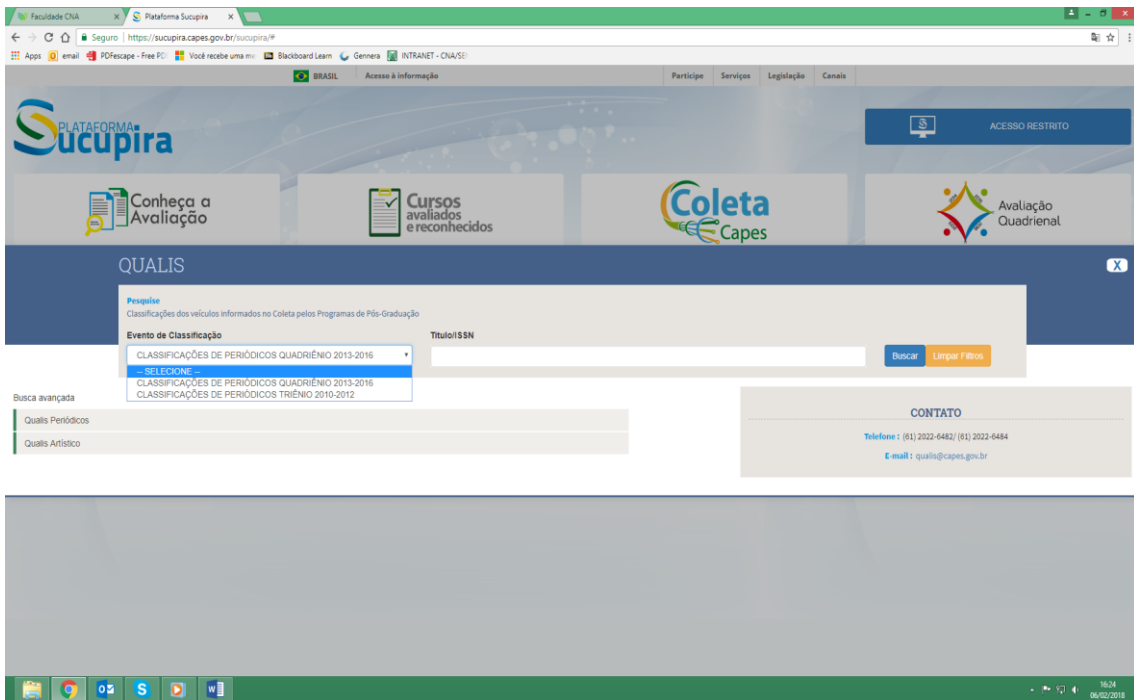 Faculdade CNA
Plataforma Sucupira
Seguro | https://sucupira.capes.gov.br/sucupira/#
Apps
email
PDFescape - Free PD
Você recebe uma m
Blackboard Learn
Gennera
INTRANET - CNA/SE
BRASIL
Acesso à informação
Participe
Serviços
Legislação
Canais
PLATAFORMA
Sucupira
ACESSO RESTRITO
Conheça a
Avaliação
Cursos
avaliados
e reconhecidos
Coleta
Capes
Avaliação
Quadrienal
QUALIS
X
Pesquise
Classificações dos veículos informados no Coleta pelos Programas de Pós-Graduação
Evento de Classificação
Titulo/ISSN
CLASSIFICAÇÕES DE PERIÓDICOS QUADRIÊNIO 2013-2016
Buscar
Limpar Filtros
-- SELECIONE --
CLASSIFICAÇÕES DE PERIÓDICOS QUADRIÊNIO 2013-2016
CLASSIFICAÇÕES DE PERIÓDICOS TRIÊNIO 2010-2012
Busca avançada
Qualis Periódicos
Qualis Artístico
CONTATO
Telefone : (61) 2022-6482/ (61) 2022-6484
E-mail : qualis@capes.gov.br
16:24
06/02/2018